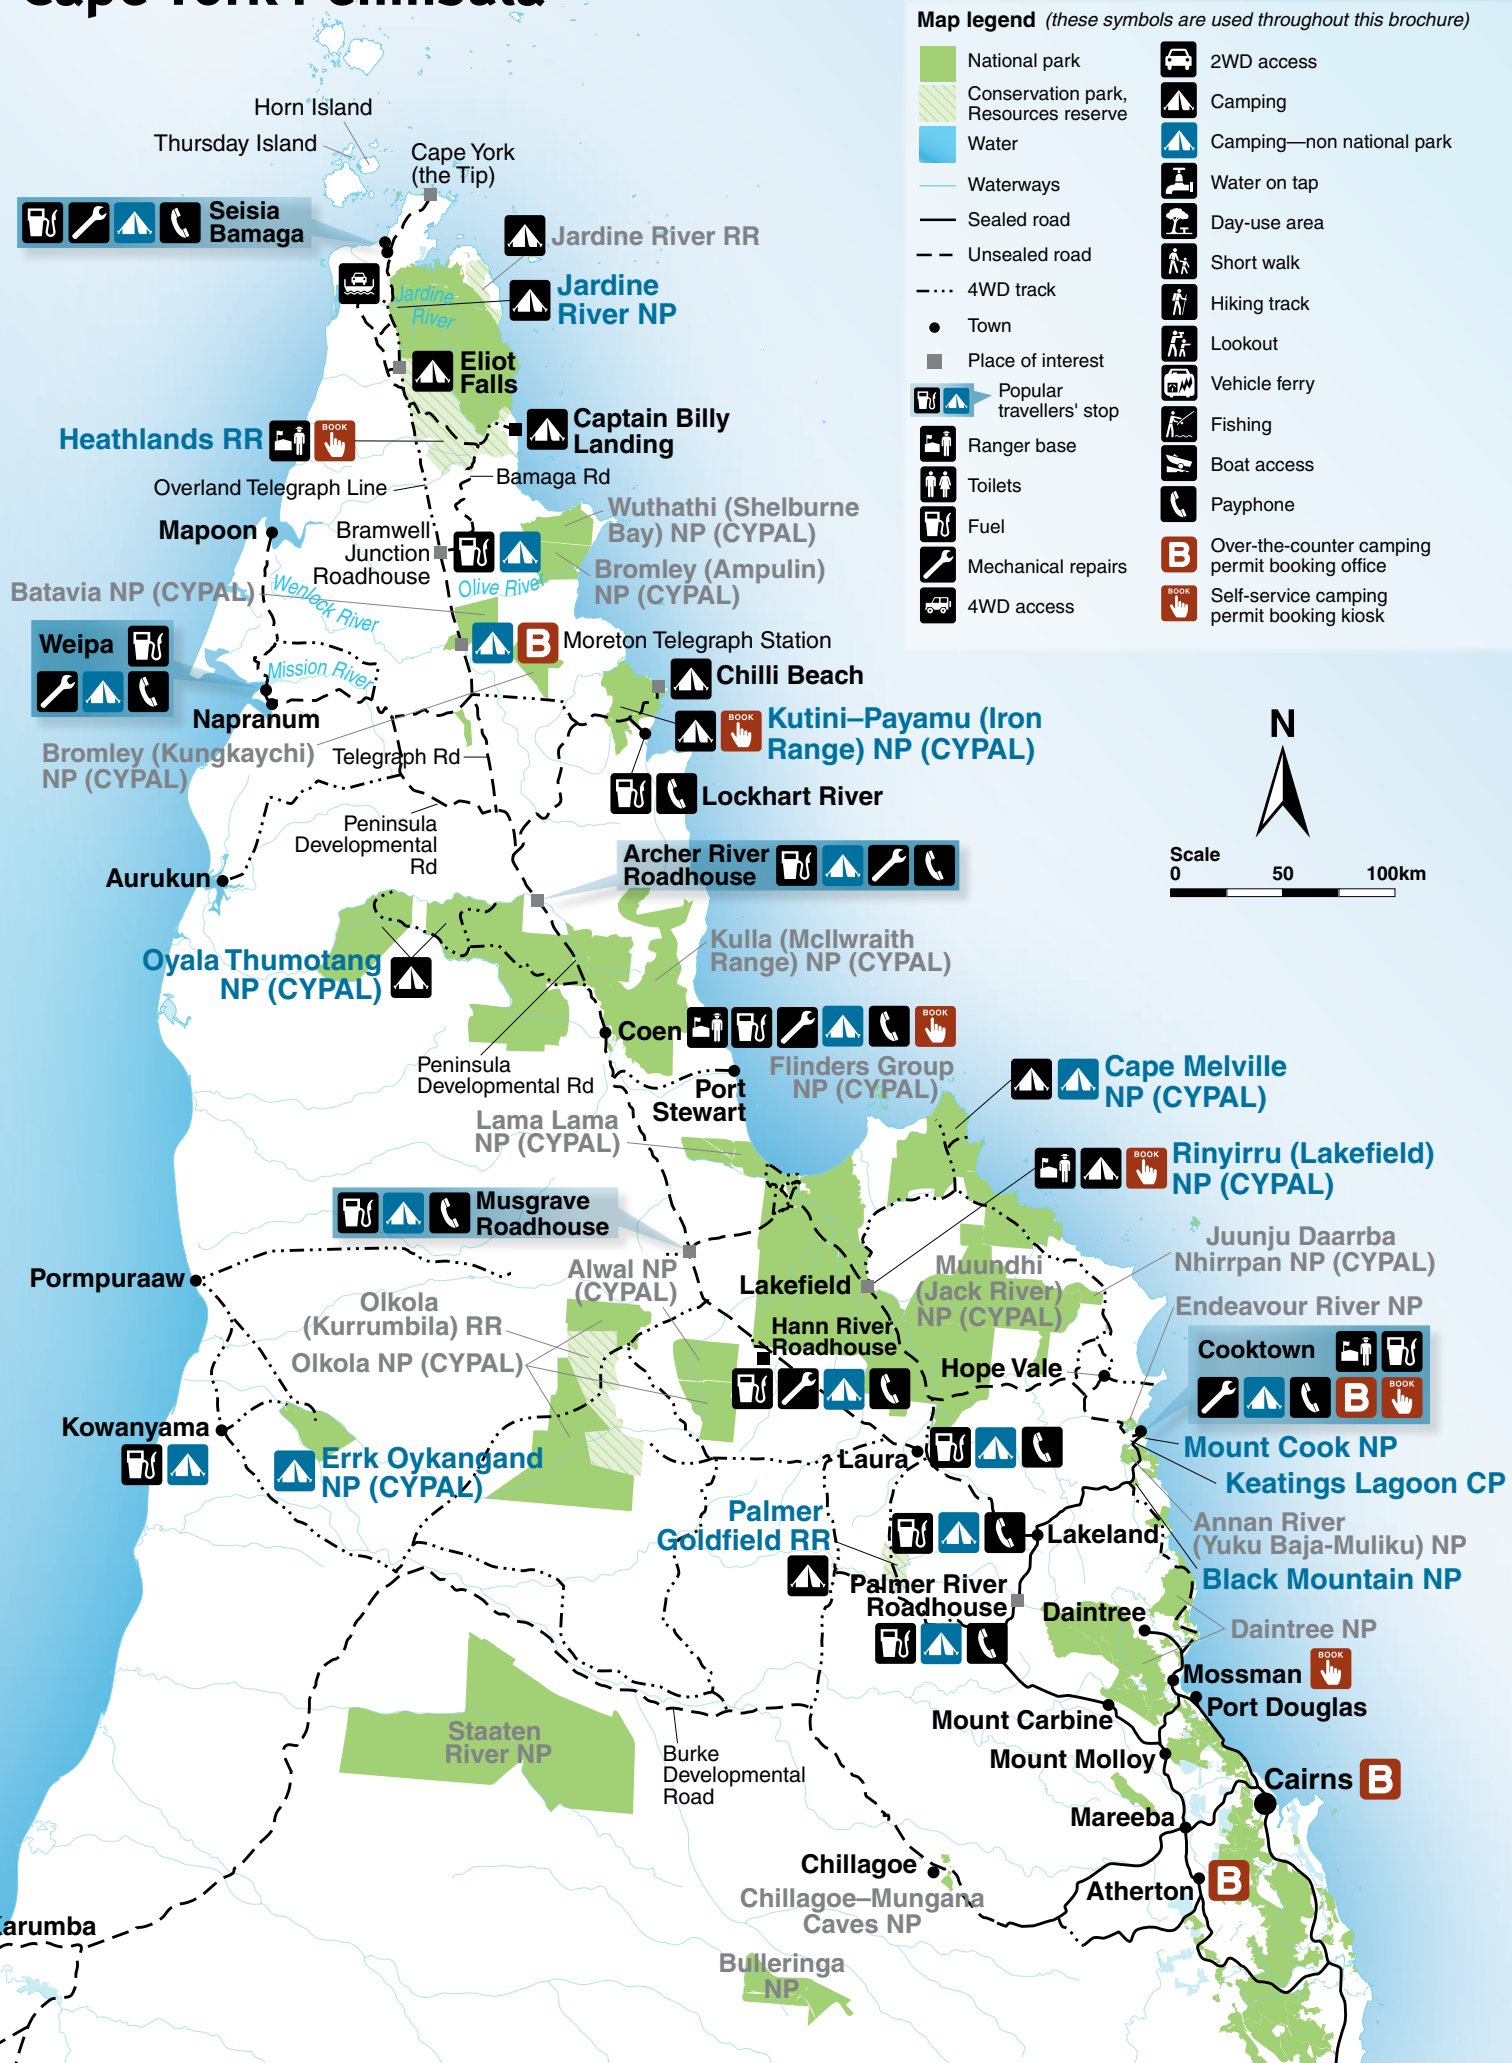 Cape York Peninsula
Map legend (these symbols are used throughout this brochure)
National park
Conservation park,
Resources reserve
Water
Waterways
Sealed road
Unsealed road
4WD track
Town
Place of interest
Popular
travellers' stop
Ranger base
Toilets
Fuel
Mechanical repairs
4WD access
2WD access
Camping
Camping—non national park
Water on tap
Day-use area
Short walk
Hiking track
Lookout
Vehicle ferry
Fishing
Boat access
Payphone
B
Over-the-counter camping
permit booking office
BOOK
Self-service camping
permit booking kiosk
Horn Island
Thursday Island
Cape York
(the Tip)
Seisia
Bamaga
Jardine River RR
Jardine
River
Jardine
River NP
Eliot
Falls
Captain Billy
Landing
Heathlands RR
BOOK
Bamaga Rd
Overland Telegraph Line
Mapoon
Bramwell
Junction
Roadhouse
Wuthathi (Shelburne
Bay) NP (CYPAL)
Bromley (Ampulin)
NP (CYPAL)
Olive River
Batavia NP (CYPAL)
Wenlock River
B
Moreton Telegraph Station
Weipa
Mission River
Chilli Beach
Napranum
BOOK
Kutini–Payamu (Iron
Range) NP (CYPAL)
Bromley (Kungkaychi)
NP (CYPAL)
Telegraph Rd
Lockhart River
N
Scale
0 50 100km
Peninsula
Developmental
Rd
Archer River
Roadhouse
Aurukun
Kulla (McIlwraith
Range) NP (CYPAL)
Oyala Thumotang
NP (CYPAL)
Coen
BOOK
Peninsula
Developmental Rd
Port
Stewart
Flinders Group
NP (CYPAL)
Cape Melville
NP (CYPAL)
Lama Lama
NP (CYPAL)
BOOK
Rinyirru (Lakefield)
NP (CYPAL)
Musgrave
Roadhouse
Juunju Daarrba
Nhirrpan NP (CYPAL)
Pormpuraaw
Alwal NP
(CYPAL)
Lakefield
Muundhi
(Jack River)
NP (CYPAL)
Olkola
(Kurrumbila) RR
Endeavour River NP
Hann River
Roadhouse
Olkola NP (CYPAL)
Hope Vale
Cooktown
B
BOOK
Kowanyama
Mount Cook NP
Errk Oykangand
NP (CYPAL)
Laura
Keatings Lagoon CP
Palmer
Goldfield RR
Lakeland
Annan River
(Yuku Baja-Muliku) NP
Black Mountain NP
Palmer River
Roadhouse
Daintree
Daintree NP
Mossman
BOOK
Port Douglas
Mount Carbine
Staaten
River NP
Burke
Developmental
Road
Mount Molloy
Cairns
B
Mareeba
Chillagoe
Atherton
B
Chillagoe–Mungana
Caves NP
Karumba
Bulleringa
NP